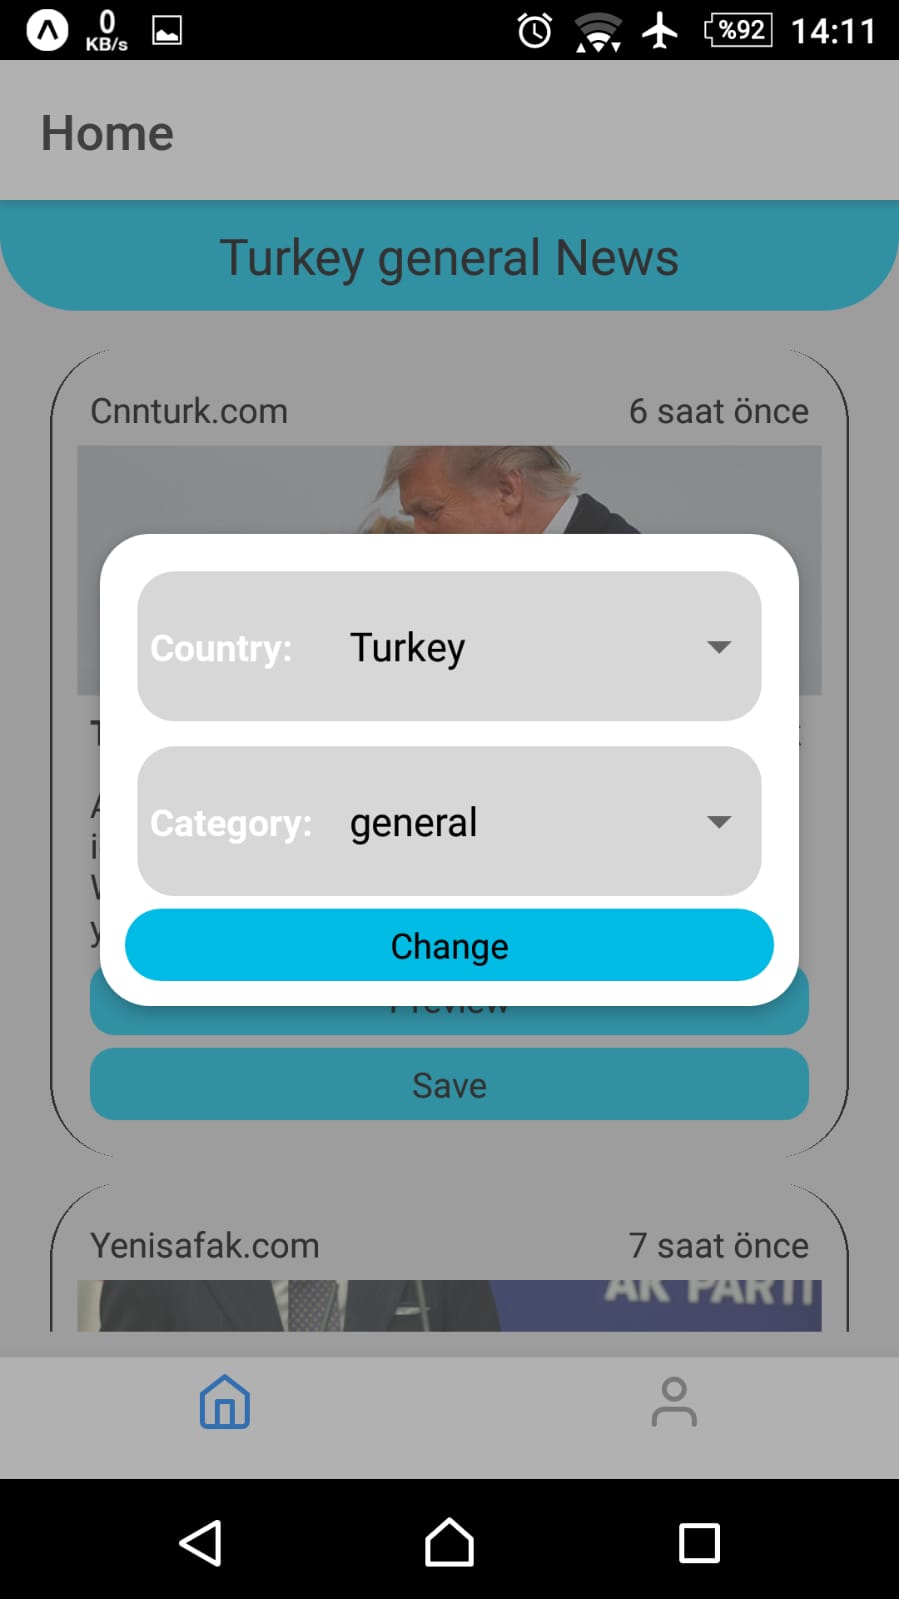 0
KB/s
%92
14:11
Home
Turkey general News
Cnnturk.com
6 saat önce
Country:
Turkey
Category:
general
Change
Preview
Save
Yenisafak.com
7 saat önce
AK PARTİ